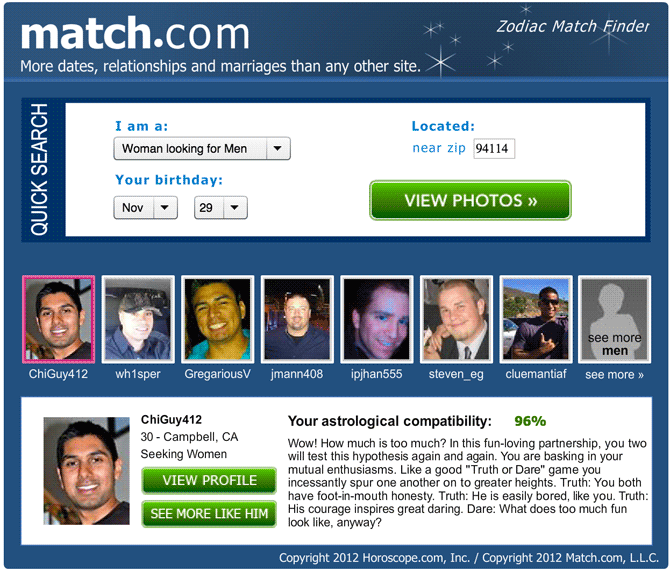 match.com
Zodiac Match Finder
More dates, relationships and marriages than any other site.
QUICK SEARCH
I am a:
Woman looking for Men
Your birthday:
Nov
29
Located:
near zip 94114
VIEW PHOTOS »
ChiGuy412
wh1sper
GregariousV
jmann408
ipjhan555
steven_eg
cluemantiaf
see more
men
see more »
ChiGuy412
30 - Campbell, CA
Seeking Women
VIEW PROFILE
SEE MORE LIKE HIM
Your astrological compatibility: 96%
Wow! How much is too much? In this fun-loving partnership, you two
will test this hypothesis again and again. You are basking in your
mutual enthusiasms. Like a good "Truth or Dare" game you
incessantly spur one another on to greater heights. Truth: You both
have foot-in-mouth honesty. Truth: He is easily bored, like you. Truth:
His courage inspires great daring. Dare: What does too much fun
look like, anyway?
Copyright 2012 Horoscope.com, Inc. / Copyright 2012 Match.com, L.L.C.